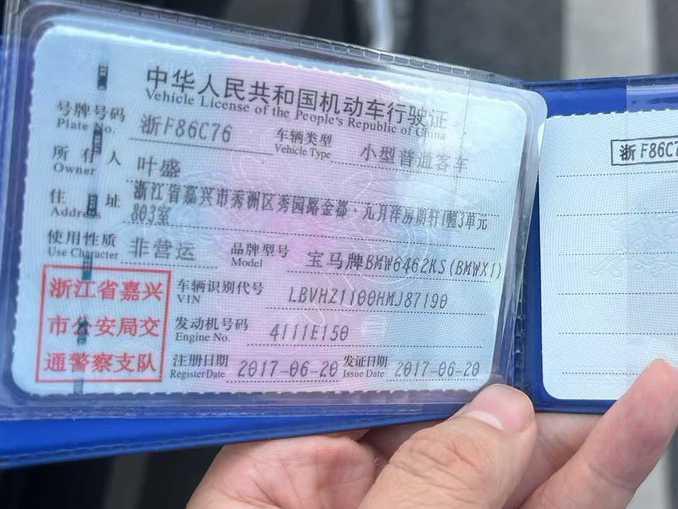 中华人民共和国机动车行驶证
Vehicle License of the People's Republic of China
号牌号码 浙F86C76 车辆类型 小型普通客车
Plate No. Vehicle Type
所有人 叶盛
Owner
住址 浙江省嘉兴市秀洲区秀园路金都·九月洋房朗轩1幢3单元
Address 803室
使用性质 非营运 品牌型号 宝马牌BMW6462KS(BMWX1)
Use Character Model
浙江省嘉兴
市公安局交
通警察支队
车辆识别代号 LBVHZ1100HMJ87190
VIN
发动机号码 4111E150
Engine No.
注册日期 2017-06-20 发证日期 2017-06-20
Register Date Issue Date
浙F86C7